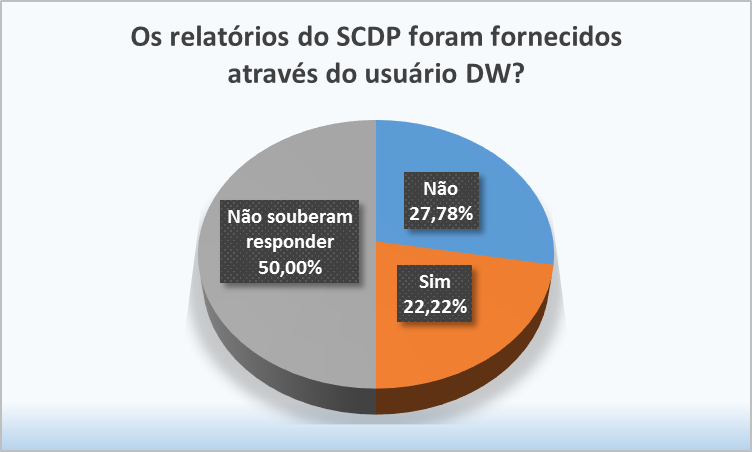 Os relatórios do SCDP foram fornecidos
através do usuário DW?
Não
27,78%
Não souberam
responder
50,00%
Sim
22,22%